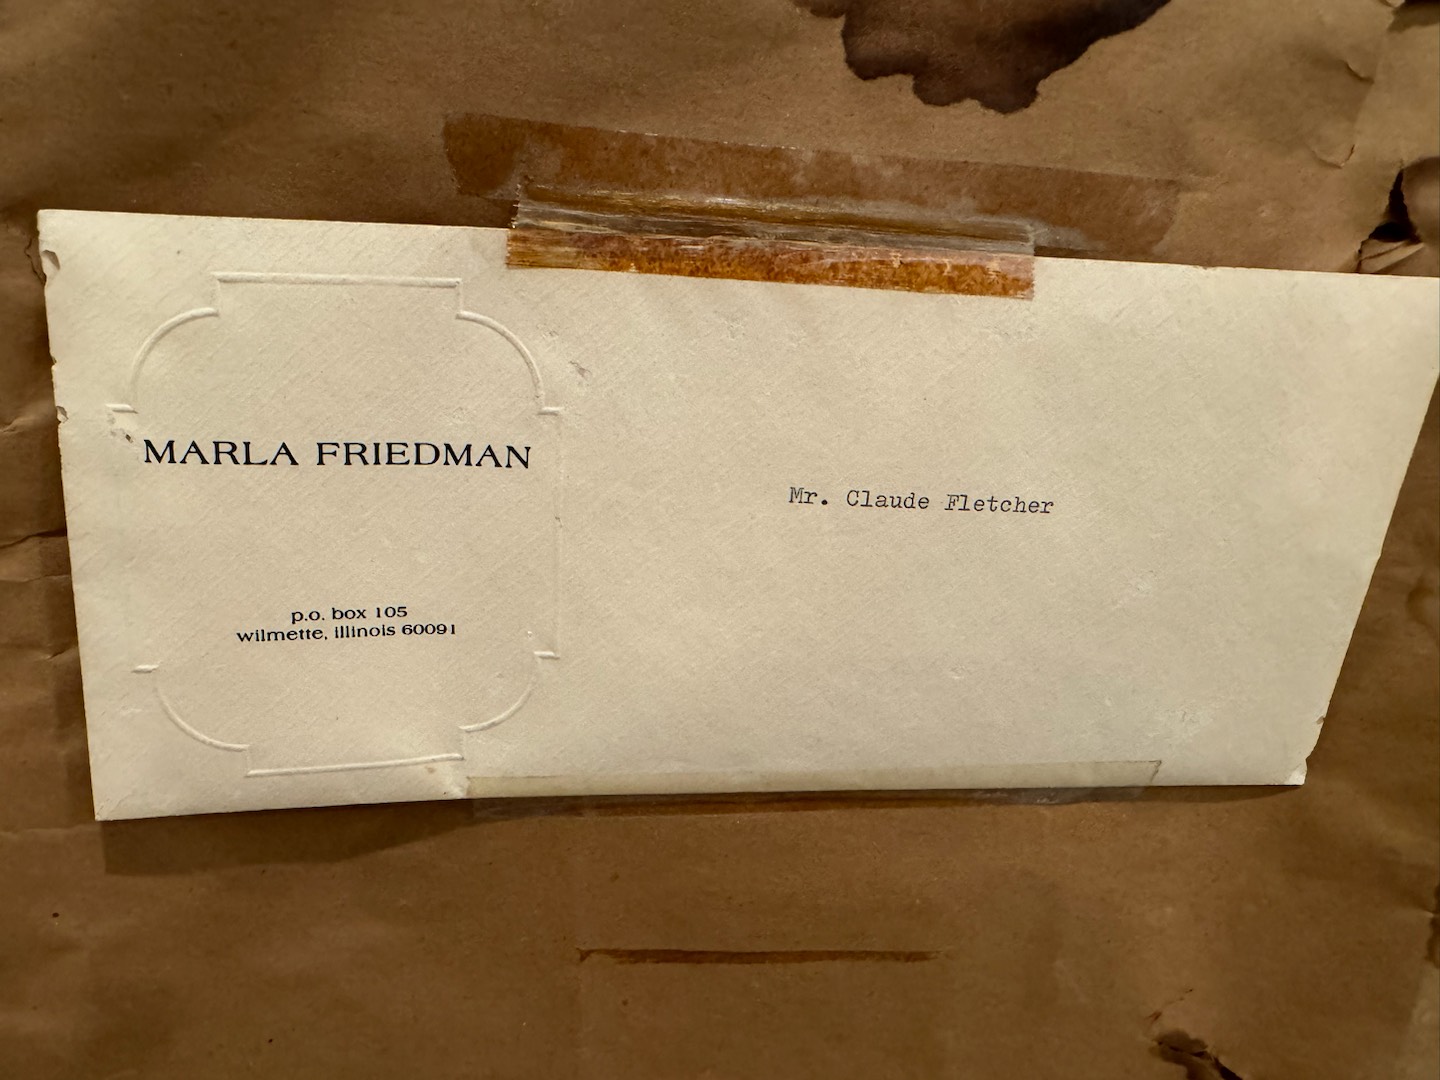 MARLA FRIEDMAN
p.o. box 105
wilmette, illinois 60091
Mr. Claude Fletcher